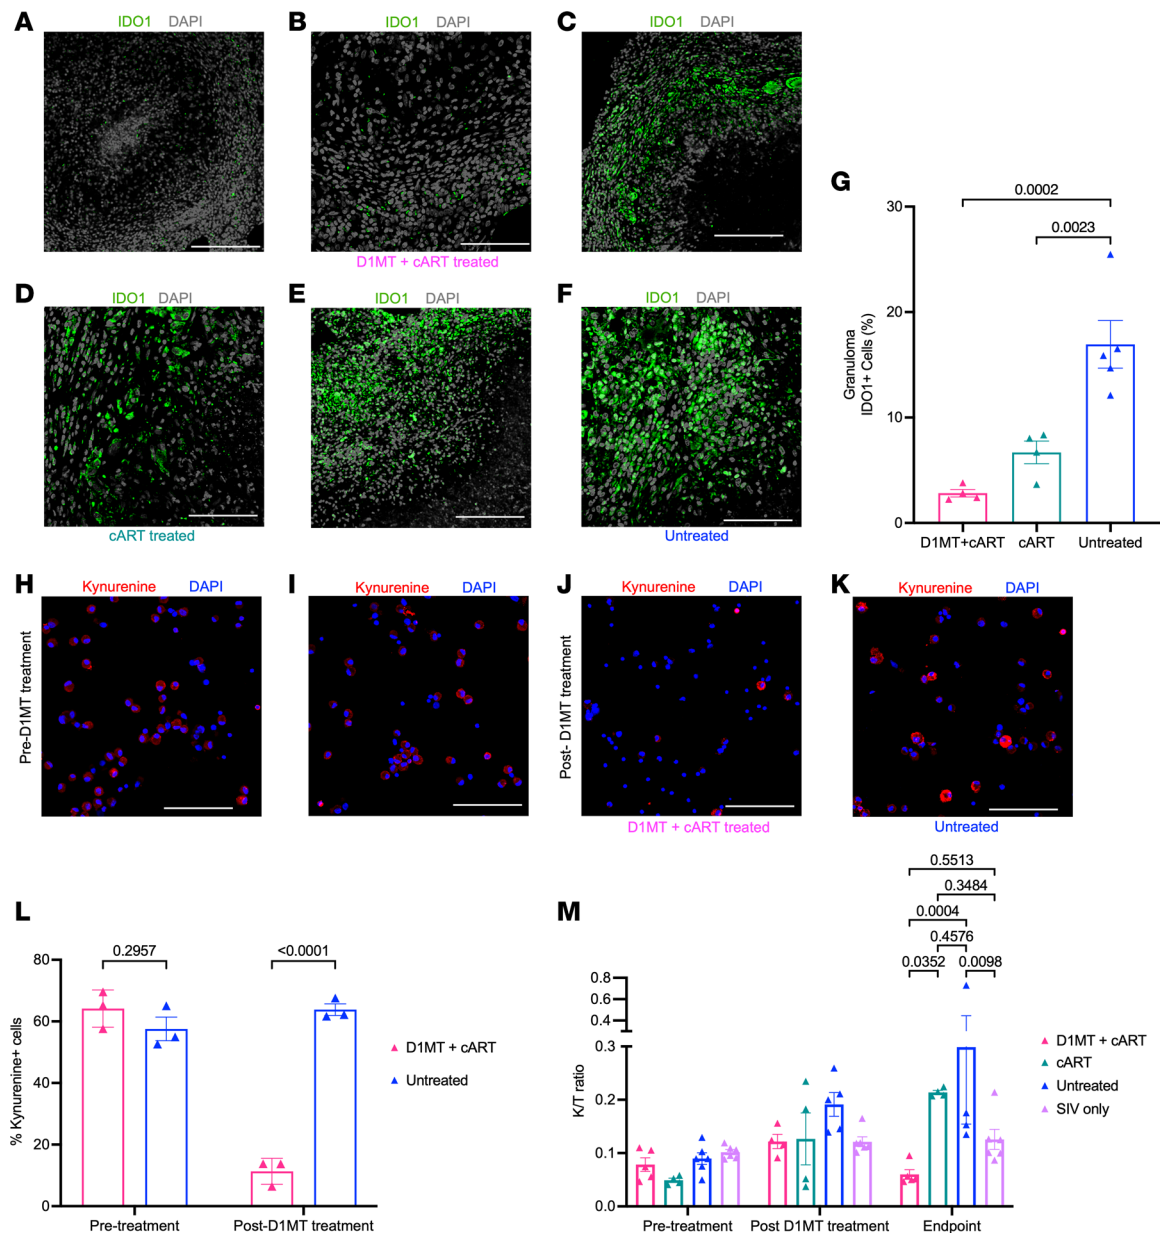 A
IDO1 DAPI
B
IDO1 DAPI
D1MT + cART treated
C
IDO1 DAPI
D
IDO1 DAPI
cART treated
E
IDO1 DAPI
F
IDO1 DAPI
Untreated
G
0.0002
0.0023
Granuloma
IDO1+ Cells (%)
30
20
10
0
D1MT+cART cART Untreated
H
Kynurenine DAPI
Pre-D1MT treatment
I
Kynurenine DAPI
J
Kynurenine DAPI
Post- D1MT treatment
D1MT + cART treated
K
Kynurenine DAPI
Untreated
L
0.2957
<0.0001
% Kynurenine+ cells
80
60
40
20
0
Pre-treatment Post-D1MT treatment
D1MT + cART
Untreated
M
0.5513
0.3484
0.0004
0.4576
0.0352
0.0098
K/T ratio
0.8
0.6
0.4
0.3
0.2
0.1
0.0
Pre-treatment Post D1MT treatment Endpoint
D1MT + cART
cART
Untreated
SIV only